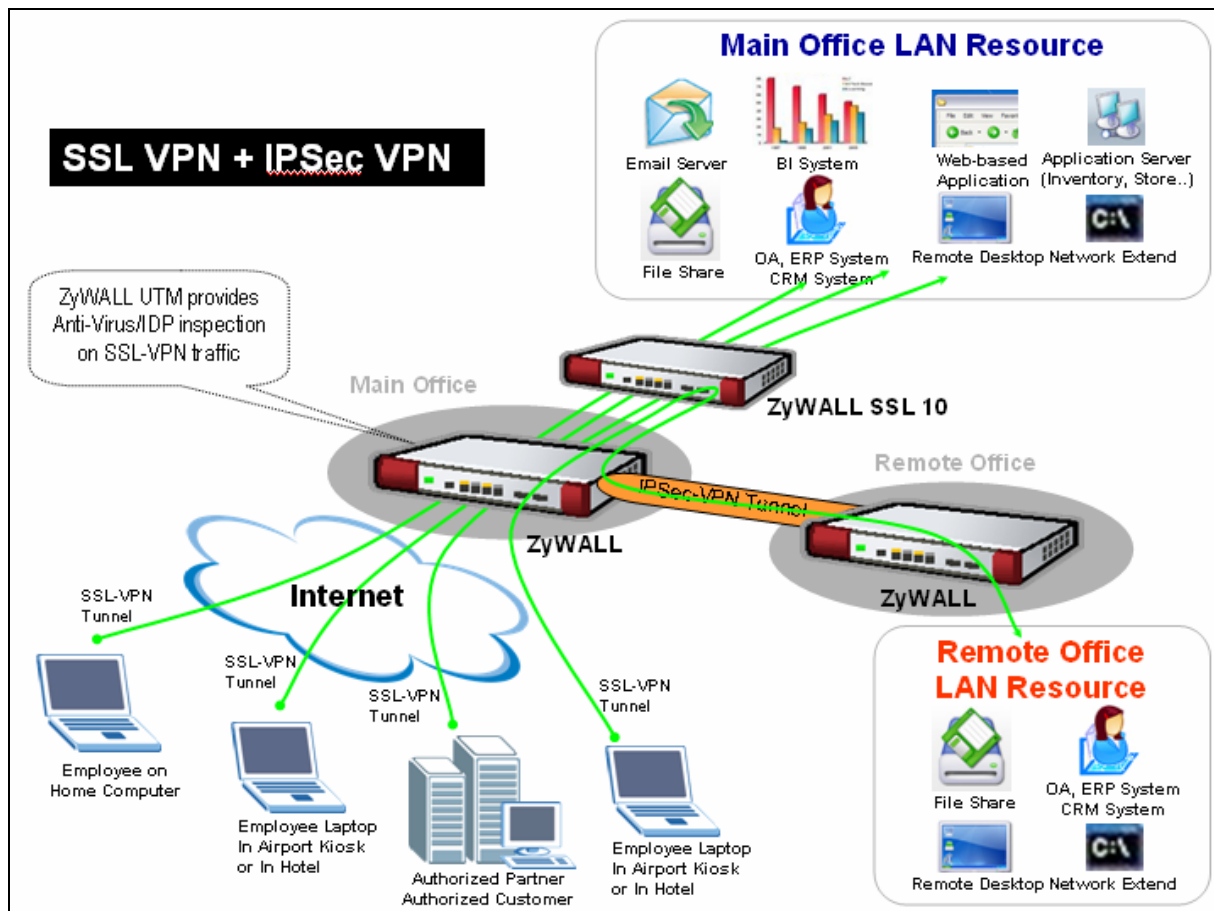 Main Office LAN Resource
Email Server
BI System
Web-based
Application
Application Server
(Inventory, Store..)
File Share
OA, ERP System
CRM System
Remote Desktop
Network Extend
SSL VPN + IPSec VPN
ZyWALL UTM provides
Anti-Virus/IDP inspection
on SSL-VPN traffic
Main Office
ZyWALL SSL 10
ZyWALL
IPSec-VPN Tunnel
Remote Office
ZyWALL
Internet
SSL-VPN
Tunnel
SSL-VPN
Tunnel
SSL-VPN
Tunnel
SSL-VPN
Tunnel
Employee on
Home Computer
Employee Laptop
In Airport Kiosk
or In Hotel
Authorized Partner
Authorized Customer
Employee Laptop
In Airport Kiosk
or In Hotel
Remote Office
LAN Resource
File Share
OA, ERP System
CRM System
C:\
Remote Desktop
Network Extend